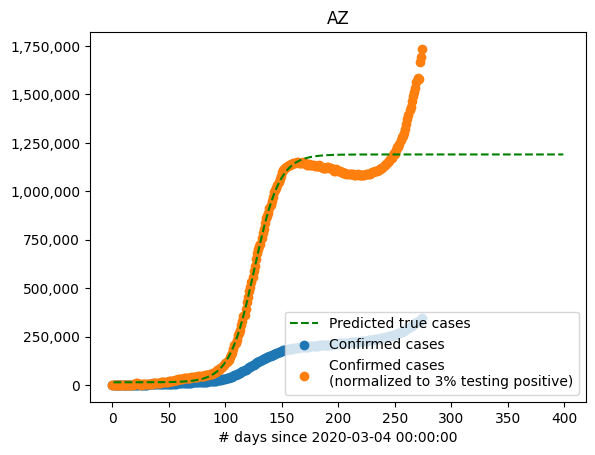 AZ
1,750,000
1,500,000
1,250,000
1,000,000
750,000
500,000
250,000
0
Predicted true cases
Confirmed cases
Confirmed cases
(normalized to 3% testing positive)
0 50 100 150 200 250 300 350 400
# days since 2020-03-04 00:00:00